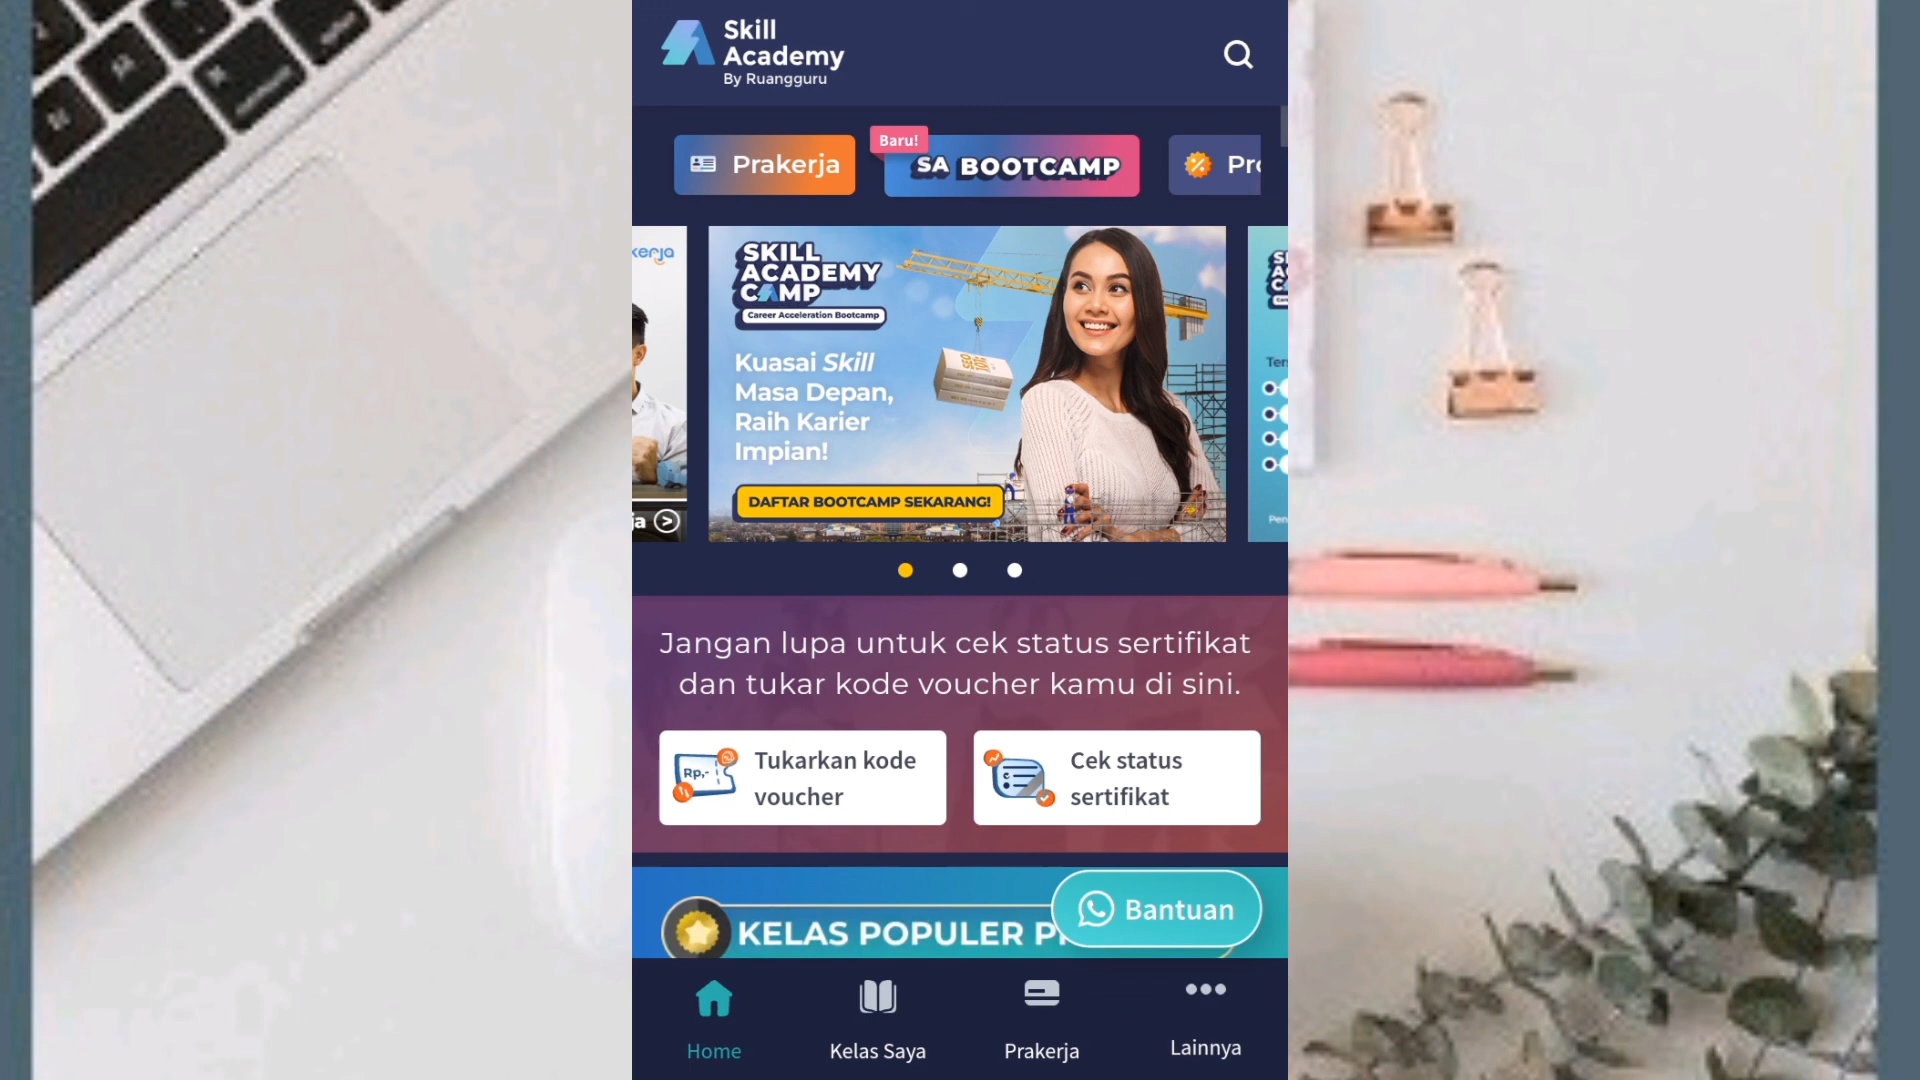 Skill
Academy
By Ruangguru
Prakerja
Baru!
SA BOOTCAMP
kerja
SKILL
ACADEMY
CAMP
Career Acceleration Bootcamp
Kuasai Skill
Masa Depan,
Raih Karier
Impian!
DAFTAR BOOTCAMP SEKARANG!
Jangan lupa untuk cek status sertifikat
dan tukar kode voucher kamu di sini.
Rp,-
Tukarkan kode
voucher
Cek status
sertifikat
KELAS POPULER
Bantuan
Home
Kelas Saya
Prakerja
Lainnya